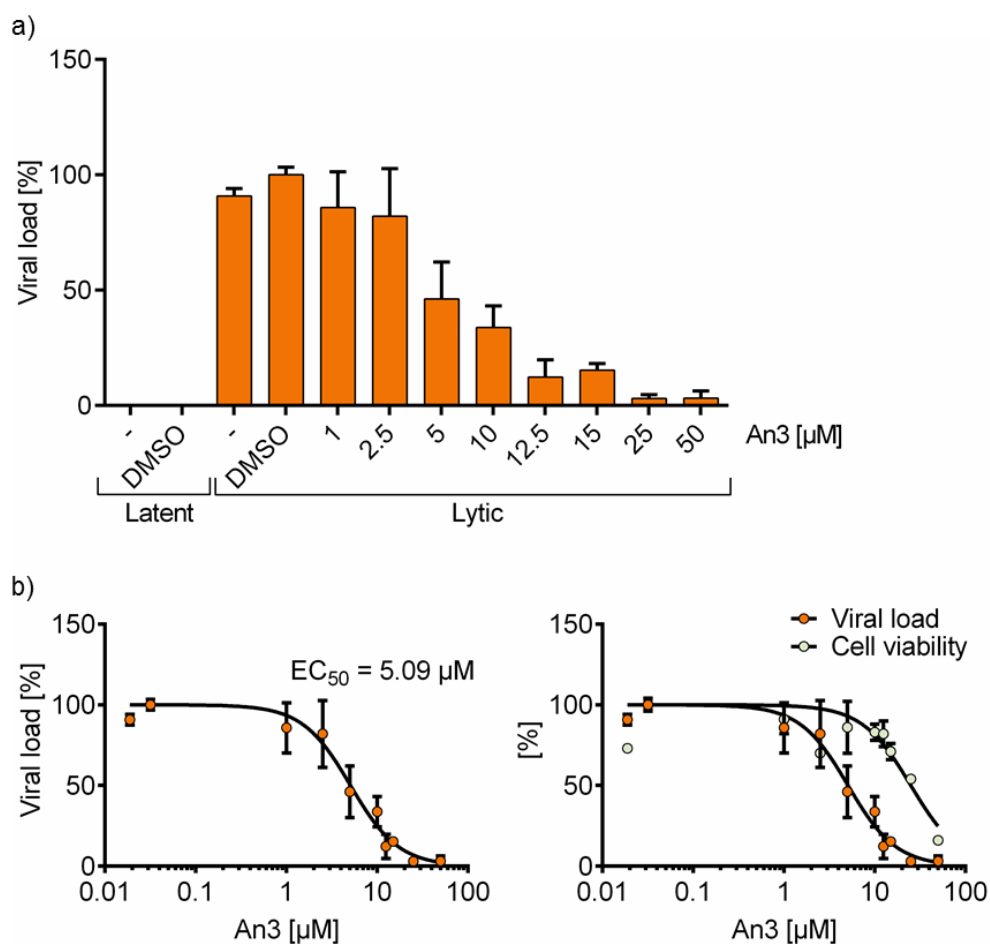 a)
150
100
50
0
Viral load [%]
- DMSO - DMSO 1 2.5 5 10 12.5 15 25 50 An3 [µM]
Latent Lytic
b)
150
100
50
0
Viral load [%]
EC50 = 5.09 µM
0.01 0.1 1 10 100
An3 [µM]
Viral load
Cell viability
150
100
50
0
[%]
0.01 0.1 1 10 100
An3 [µM]